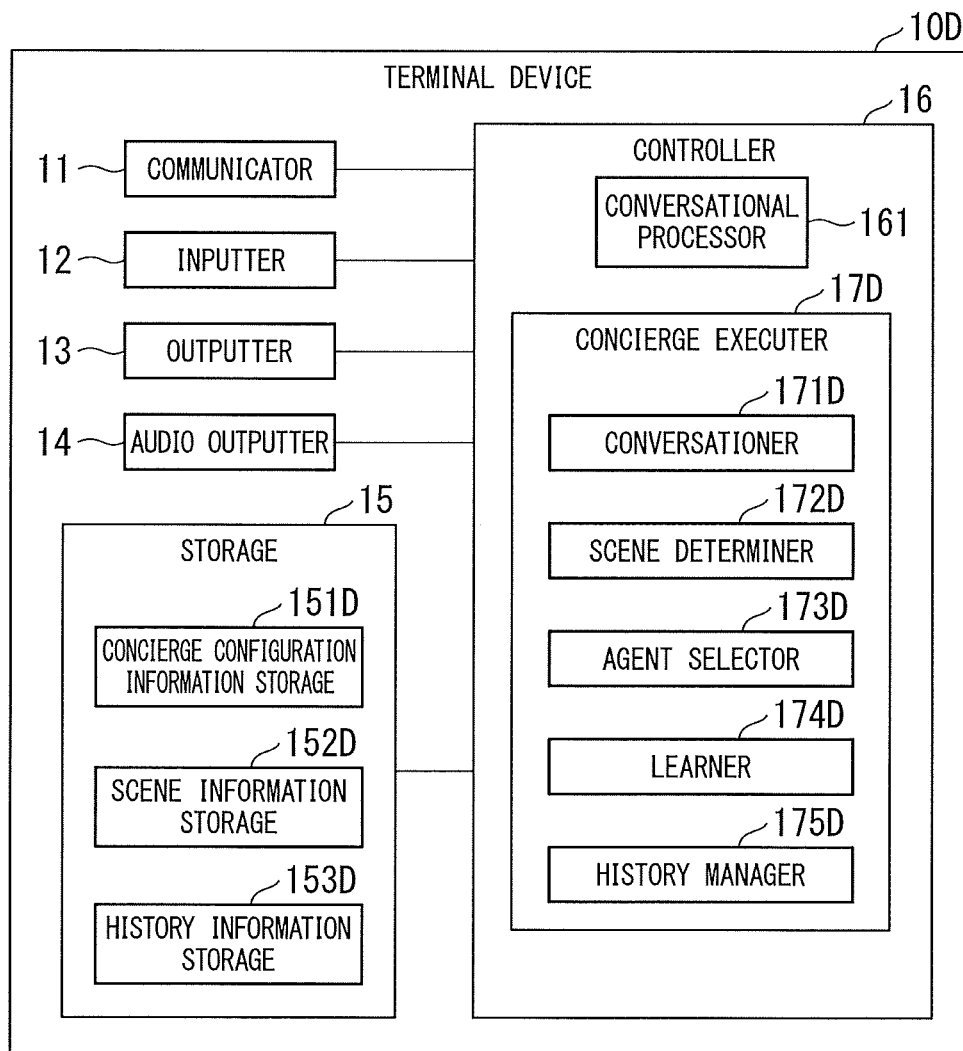 10D
TERMINAL DEVICE
16
CONTROLLER
11
COMMUNICATOR
CONVERSATIONAL
PROCESSOR
161
12
INPUTTER
13
OUTPUTTER
14
AUDIO OUTPUTTER
17D
CONCIERGE EXECUTER
171D
CONVERSATIONER
172D
SCENE DETERMINER
173D
AGENT SELECTOR
174D
LEARNER
175D
HISTORY MANAGER
15
STORAGE
151D
CONCIERGE CONFIGURATION
INFORMATION STORAGE
152D
SCENE INFORMATION
STORAGE
153D
HISTORY INFORMATION
STORAGE